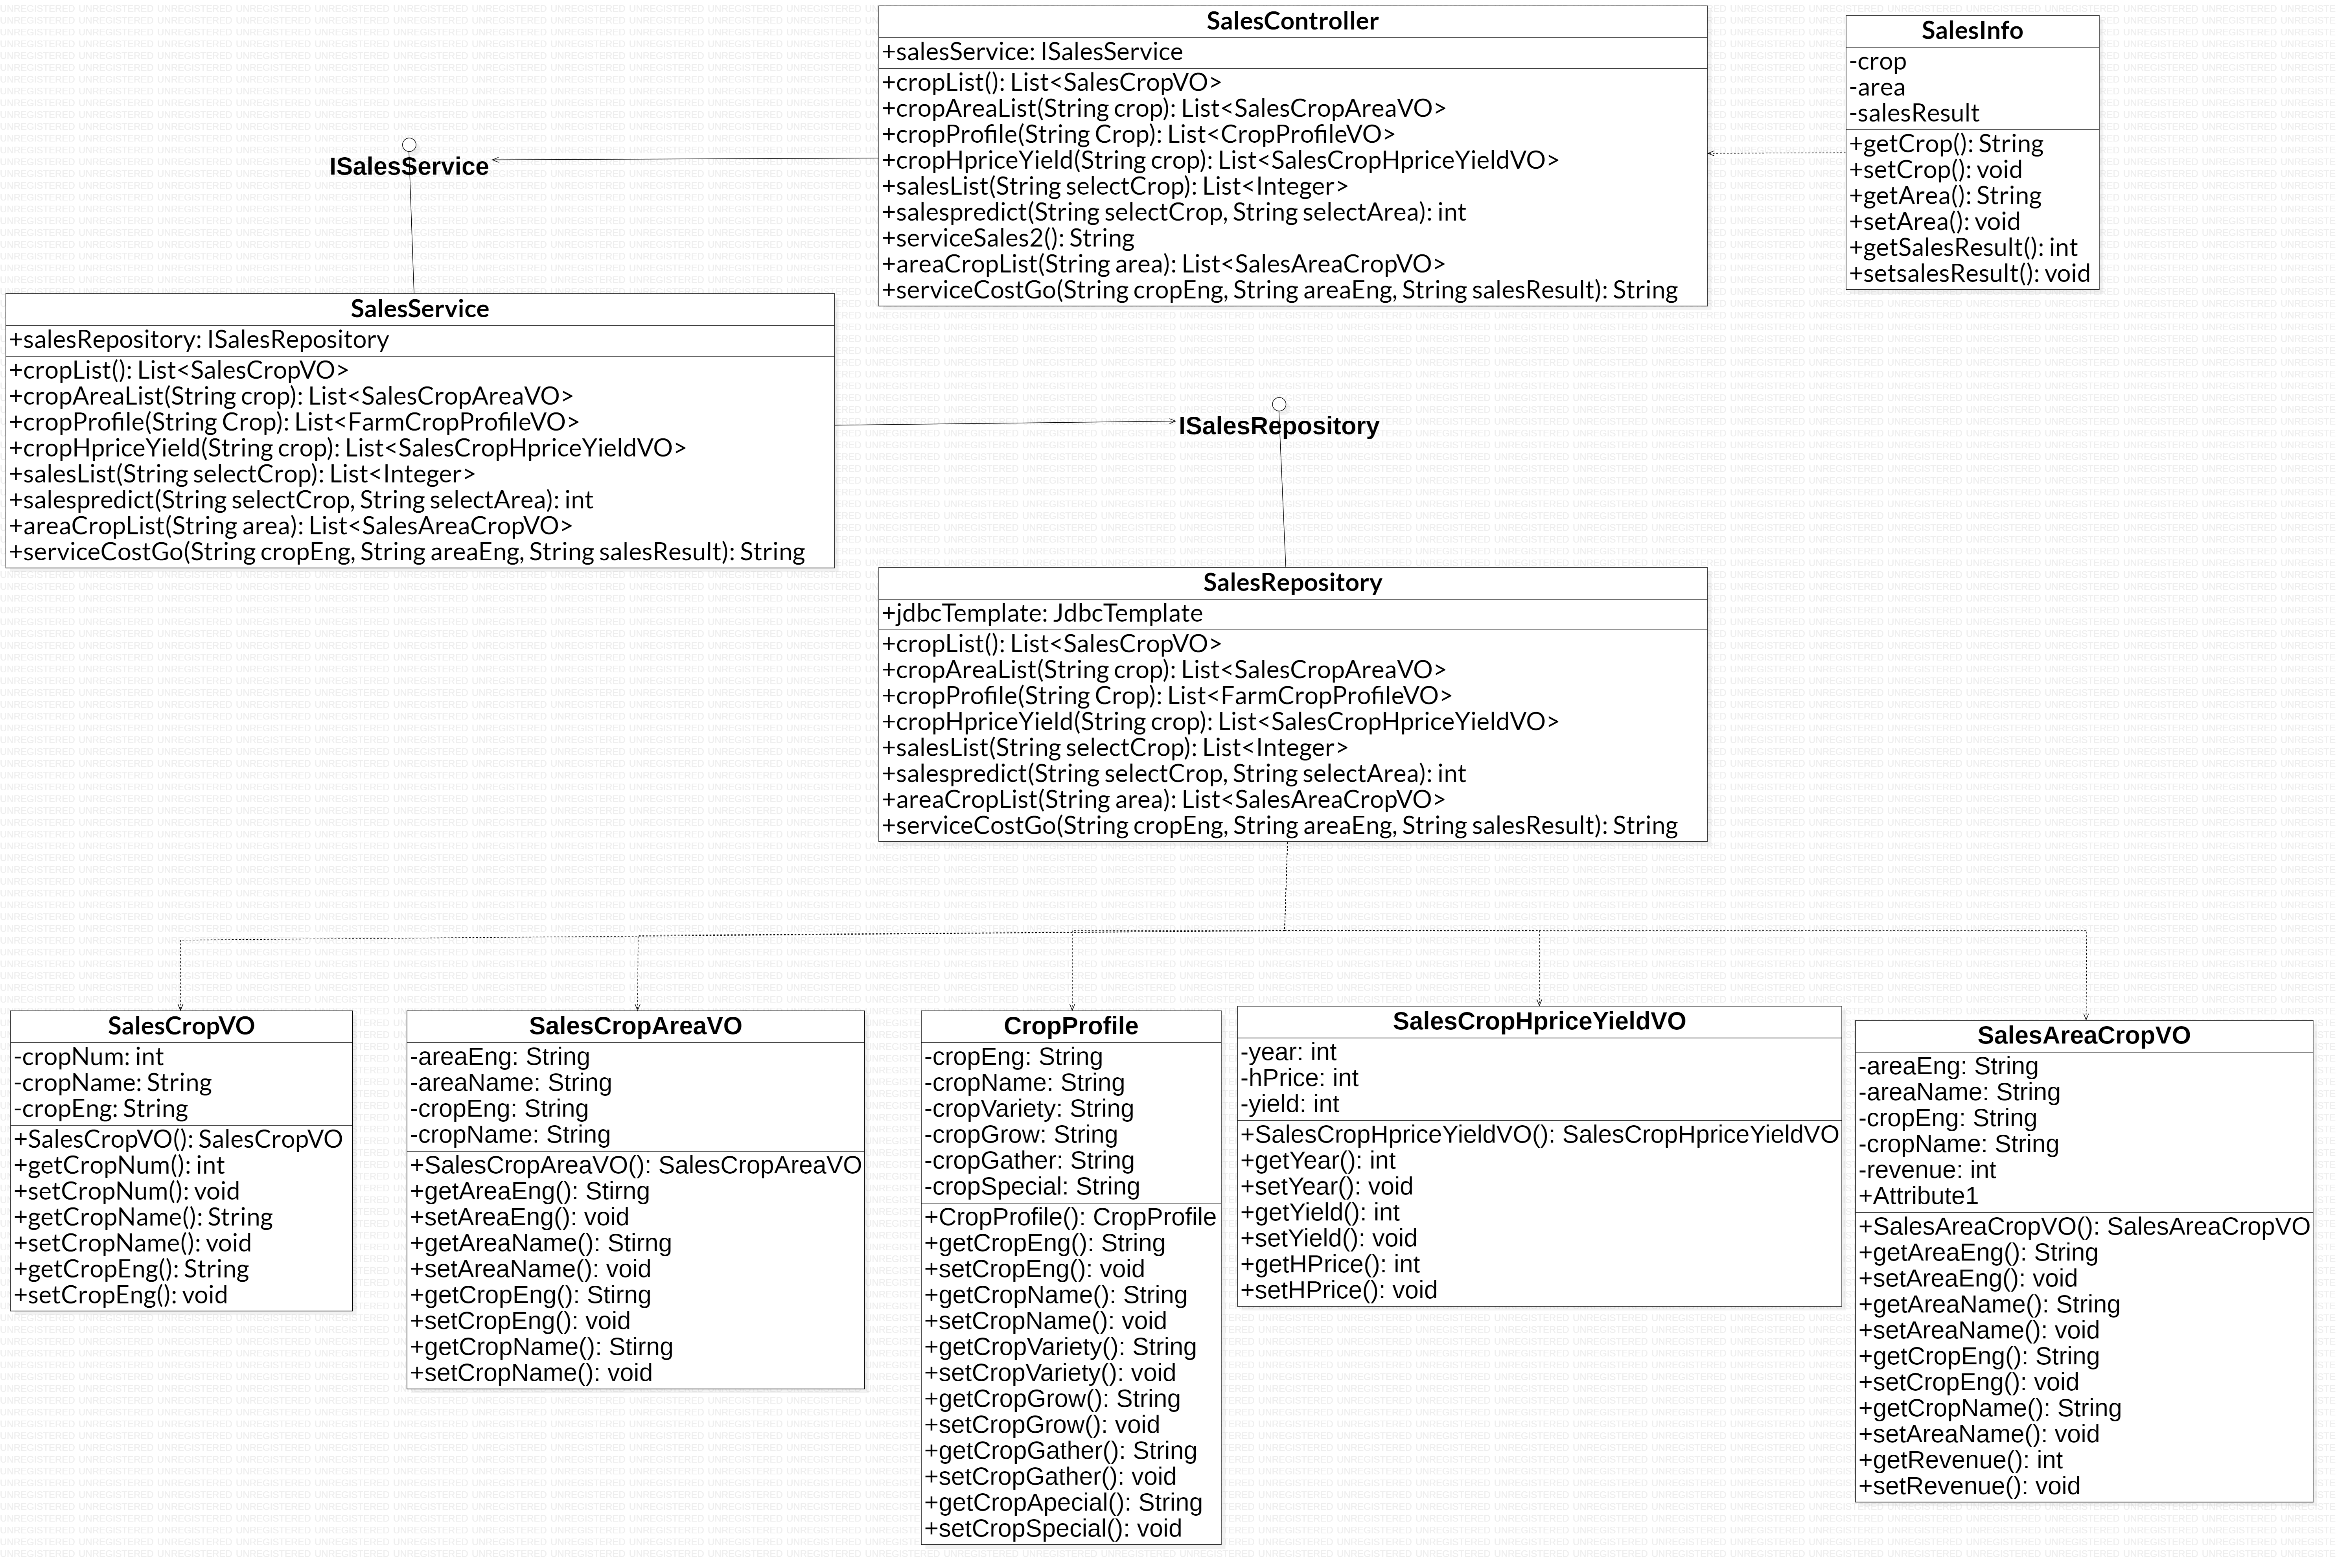 SalesController
+salesService: ISalesService
+cropList(): List<SalesCropVO>
+cropAreaList(String crop): List<SalesCropAreaVO>
+cropProfile(String Crop): List<CropProfileVO>
+cropHpriceYield(String crop): List<SalesCropHpriceYieldVO>
+salesList(String selectCrop): List<Integer>
+salespredict(String selectCrop, String selectArea): int
+serviceSales2(): String
+areaCropList(String area): List<SalesAreaCropVO>
+serviceCostGo(String cropEng, String areaEng, String salesResult): String
SalesInfo
-crop
-area
-salesResult
+getCrop(): String
+setCrop(): void
+getArea(): String
+setArea(): void
+getSalesResult(): int
+setsalesResult(): void
ISalesService
SalesService
+salesRepository: ISalesRepository
+cropList(): List<SalesCropVO>
+cropAreaList(String crop): List<SalesCropAreaVO>
+cropProfile(String Crop): List<FarmCropProfileVO>
+cropHpriceYield(String crop): List<SalesCropHpriceYieldVO>
+salesList(String selectCrop): List<Integer>
+salespredict(String selectCrop, String selectArea): int
+areaCropList(String area): List<SalesAreaCropVO>
+serviceCostGo(String cropEng, String areaEng, String salesResult): String
ISalesRepository
SalesRepository
+jdbcTemplate: JdbcTemplate
+cropList(): List<SalesCropVO>
+cropAreaList(String crop): List<SalesCropAreaVO>
+cropProfile(String Crop): List<FarmCropProfileVO>
+cropHpriceYield(String crop): List<SalesCropHpriceYieldVO>
+salesList(String selectCrop): List<Integer>
+salespredict(String selectCrop, String selectArea): int
+areaCropList(String area): List<SalesAreaCropVO>
+serviceCostGo(String cropEng, String areaEng, String salesResult): String
SalesCropVO
-cropNum: int
-cropName: String
-cropEng: String
+SalesCropVO(): SalesCropVO
+getCropNum(): int
+setCropNum(): void
+getCropName(): String
+setCropName(): void
+getCropEng(): String
+setCropEng(): void
SalesCropAreaVO
-areaEng: String
-areaName: String
-cropEng: String
-cropName: String
+SalesCropAreaVO(): SalesCropAreaVO
+getAreaEng(): Stirng
+setAreaEng(): void
+getAreaName(): Stirng
+setAreaName(): void
+getCropEng(): Stirng
+setCropEng(): void
+getCropName(): Stirng
+setCropName(): void
CropProfile
-cropEng: String
-cropName: String
-cropVariety: String
-cropGrow: String
-cropGather: String
-cropSpecial: String
+CropProfile(): CropProfile
+getCropEng(): String
+setCropEng(): void
+getCropName(): String
+setCropName(): void
+getCropVariety(): String
+setCropVariety(): void
+getCropGrow(): String
+setCropGrow(): void
+getCropGather(): String
+setCropGather(): void
+getCropApecial(): String
+setCropSpecial(): void
SalesCropHpriceYieldVO
-year: int
-hPrice: int
-yield: int
+SalesCropHpriceYieldVO(): SalesCropHpriceYieldVO
+getYear(): int
+setYear(): void
+getYield(): int
+setYield(): void
+getHPrice(): int
+setHPrice(): void
SalesAreaCropVO
-areaEng: String
-areaName: String
-cropEng: String
-cropName: String
-revenue: int
+Attribute1
+SalesAreaCropVO(): SalesAreaCropVO
+getAreaEng(): String
+setAreaEng(): void
+getAreaName(): String
+setAreaName(): void
+getCropEng(): String
+setCropEng(): void
+getCropName(): String
+setAreaName(): void
+getRevenue(): int
+setRevenue(): void